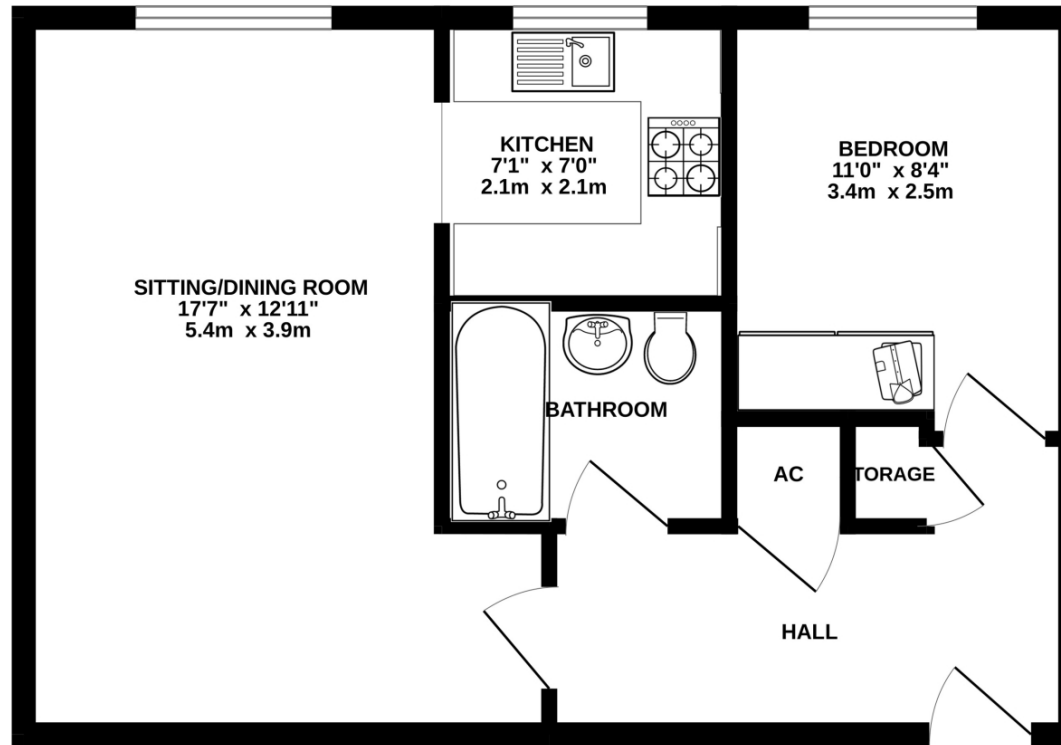 KITCHEN
7'1" x 7'0"
2.1m x 2.1m
BEDROOM
11'0" x 8'4"
3.4m x 2.5m
SITTING/DINING ROOM
17'7" x 12'11"
5.4m x 3.9m
BATHROOM
AC
TORAGE
HALL